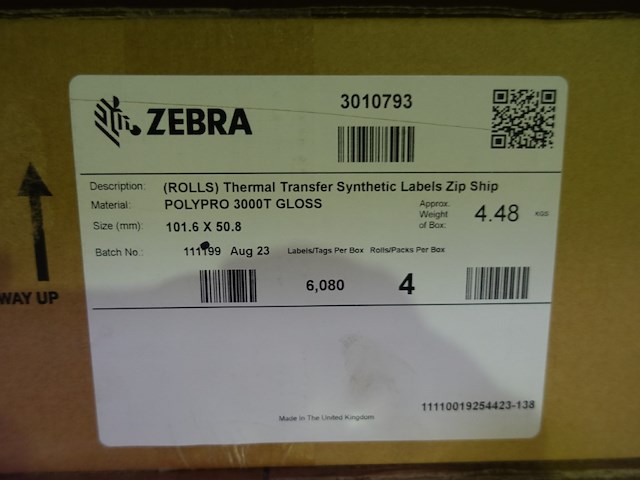 ZEBRA
3010793
Description: (ROLLS) Thermal Transfer Synthetic Labels Zip Ship
Material: POLYPRO 3000T GLOSS
Approx. Weight of Box: 4.48 KGS
Size (mm): 101.6 X 50.8
Batch No.: 111199 Aug 23
Labels/Tags Per Box Rolls/Packs Per Box
6,080 4
WAY UP
11110019254423-138
Made In The United Kingdom